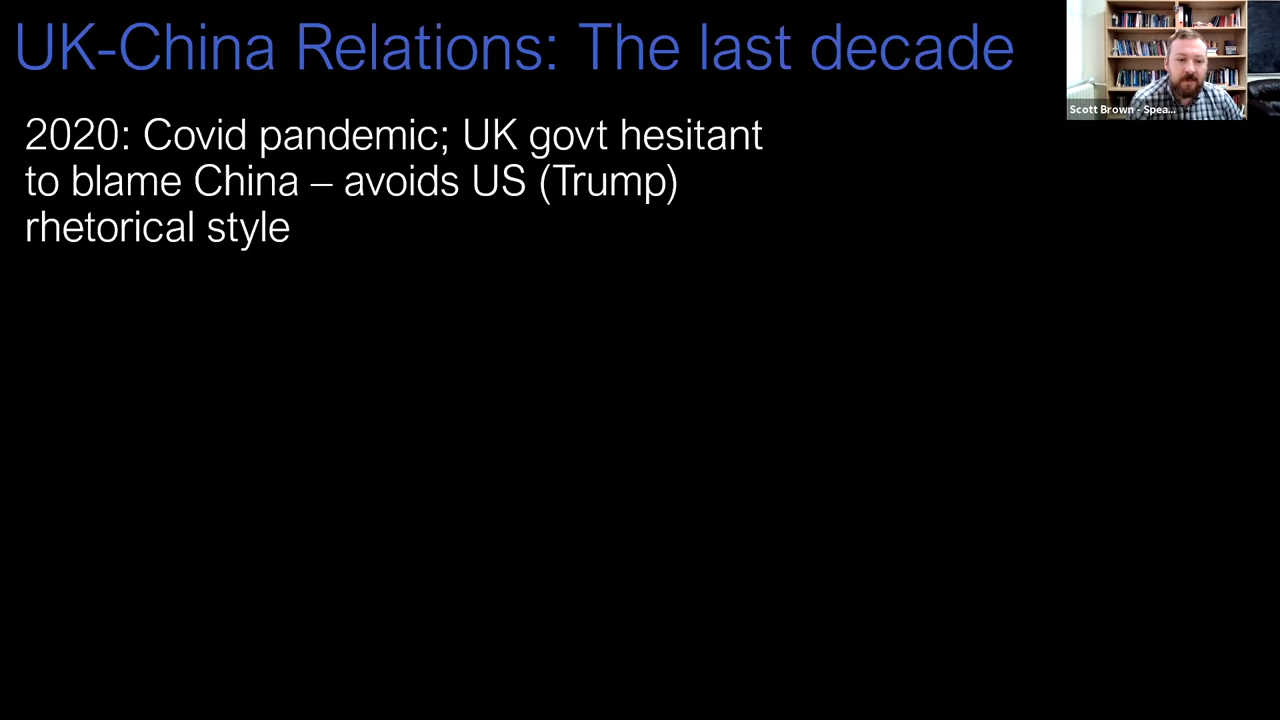 UK-China Relations: The last decade
Scott Brown - Spea...
2020: Covid pandemic; UK govt hesitant
to blame China – avoids US (Trump)
rhetorical style